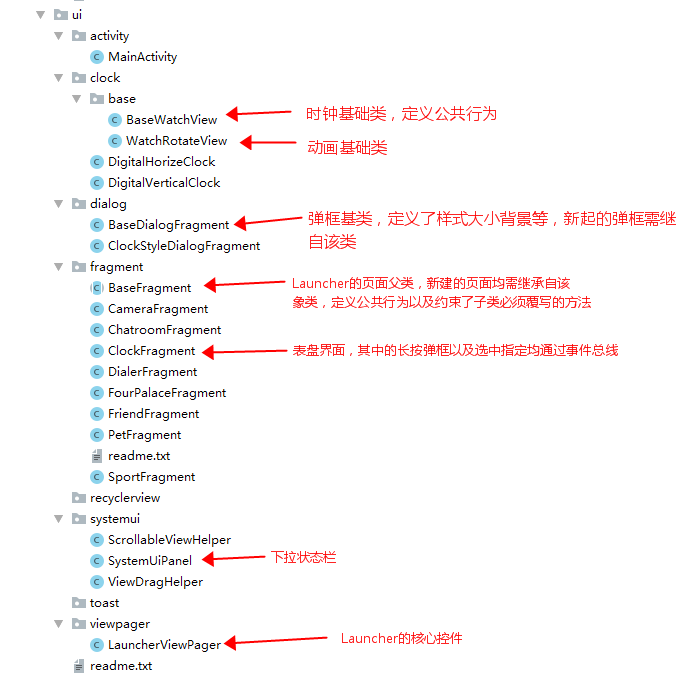 ui
activity
MainActivity
clock
base
BaseWatchView
时钟基础类，定义公共行为
WatchRotateView
动画基础类
DigitalHorizeClock
DigitalVerticalClock
dialog
BaseDialogFragment
弹框基类，定义了样式大小背景等，新起的弹框需继
自该类
ClockStyleDialogFragment
fragment
BaseFragment
Launcher的页面父类，新建的页面均需继承自该
象类，定义公共行为以及约束了子类必须覆写的方法
CameraFragment
ChatroomFragment
ClockFragment
表盘界面，其中的长按弹框以及选中指定均通过事件总线
DialerFragment
FourPalaceFragment
FriendFragment
PetFragment
readme.txt
SportFragment
recyclerview
systemui
ScrollableViewHelper
SystemUiPanel
下拉状态栏
ViewDragHelper
toast
viewpager
LauncherViewPager
Launcher的核心控件
readme.txt